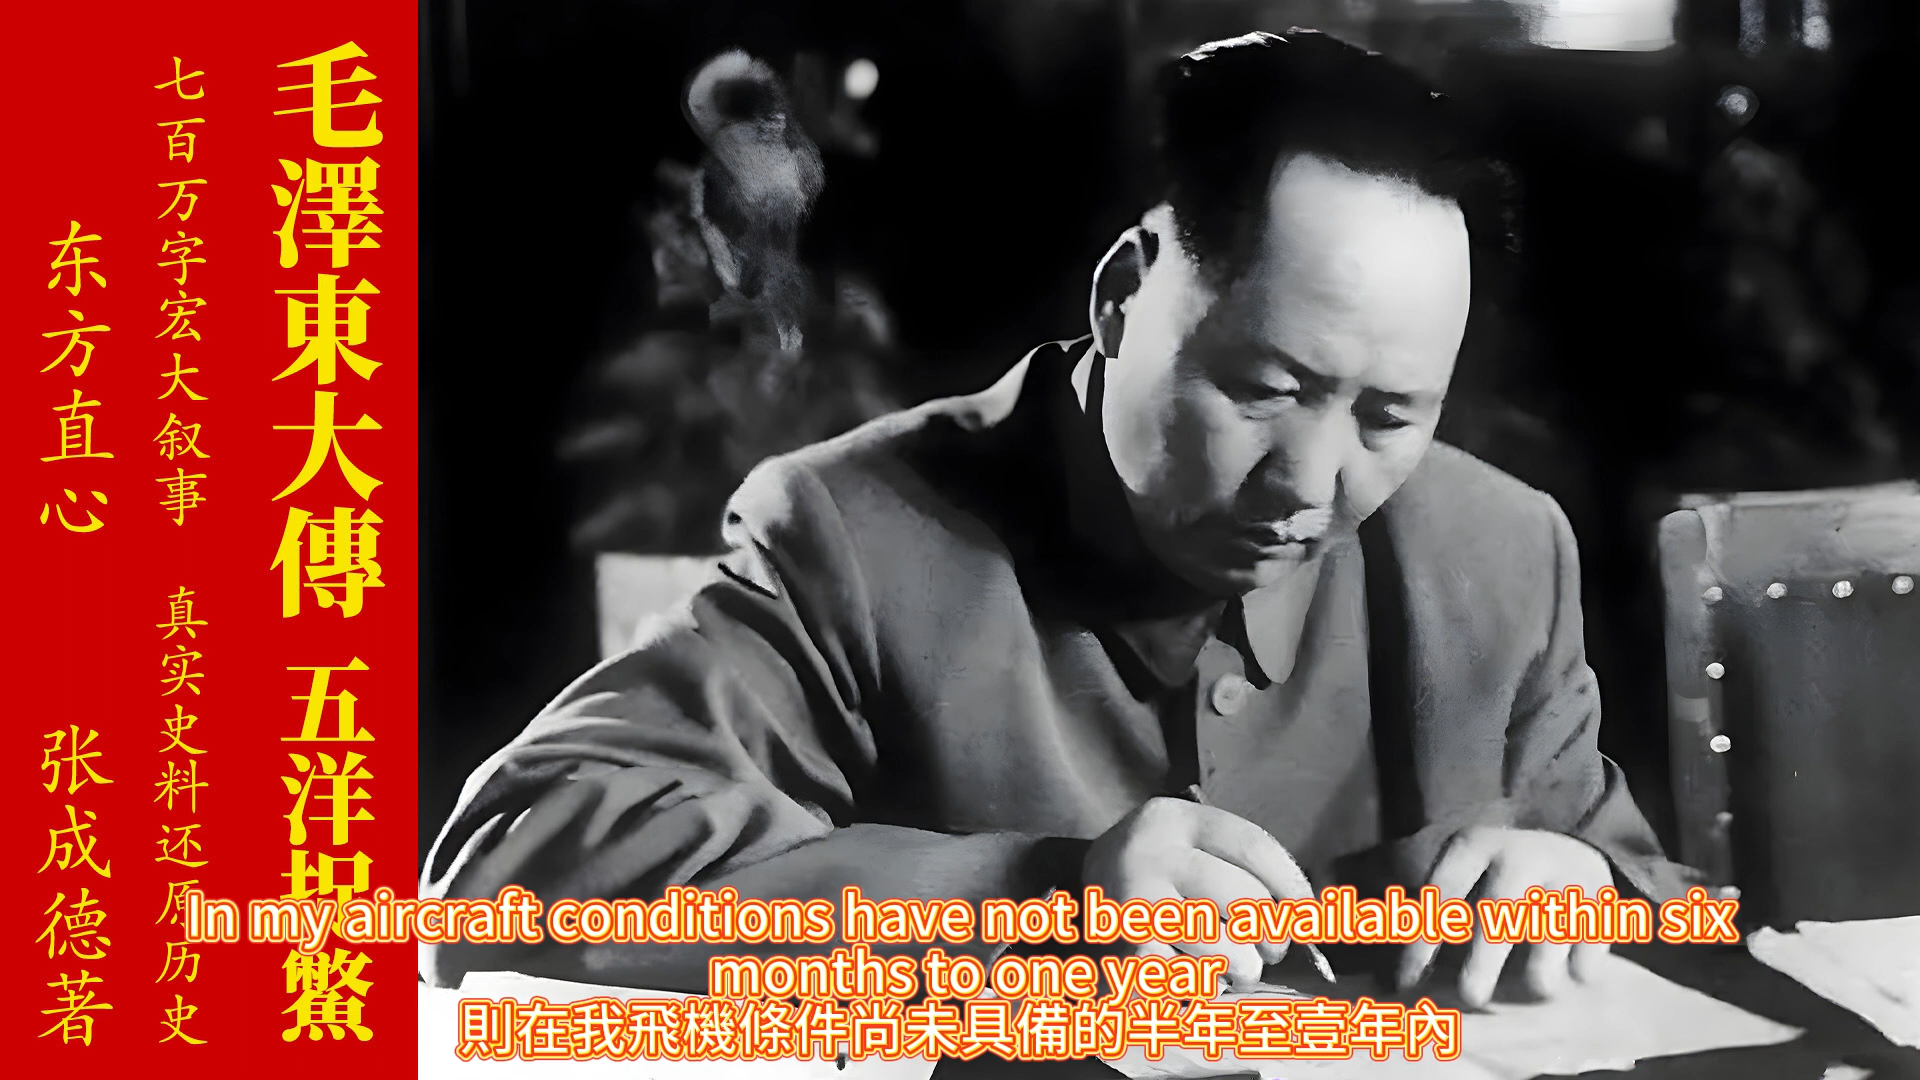 毛澤東大傳 五洋捉鱉
七百万字宏大叙事 真实史料还原历史
东方直心 张成德著
In my aircraft conditions have not been available within six
months to one year
則在我飛機條件尚未具備的半年至壹年內